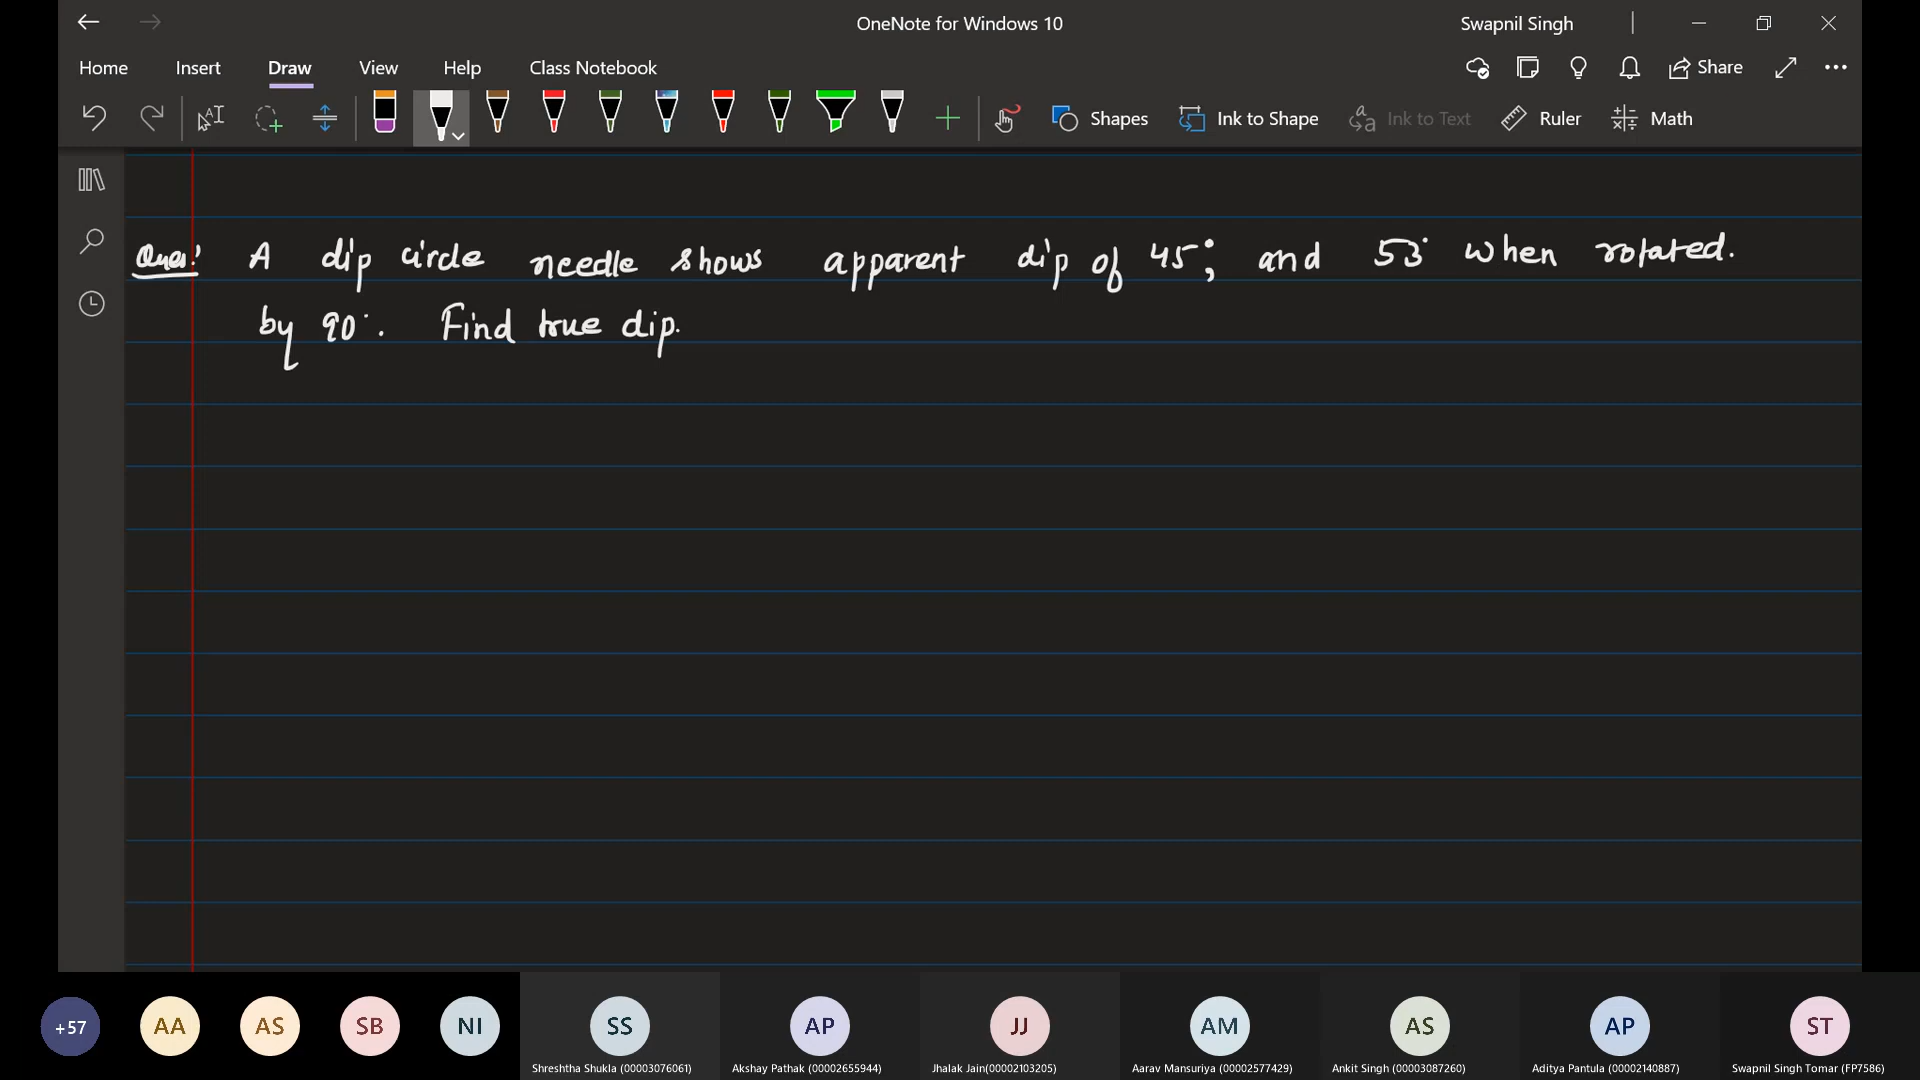 OneNote for Windows 10
Swapnil Singh
Home Insert Draw View Help Class Notebook
Share
Shapes Ink to Shape Ink to Text Ruler Math
Ques: A dip circle needle shows apparent dip of 45°; and 53° when rotated.
by 90°. Find true dip.
+57 AA AS SB NI SS AP JJ AM AS AP ST
Shreshtha Shukla (00003076061) Akshay Pathak (00002655944) Jhalak Jain(00002103205) Aarav Mansuriya (00002577429) Ankit Singh (00003087260) Aditya Pantula (00002140887) Swapnil Singh Tomar (FP7586)